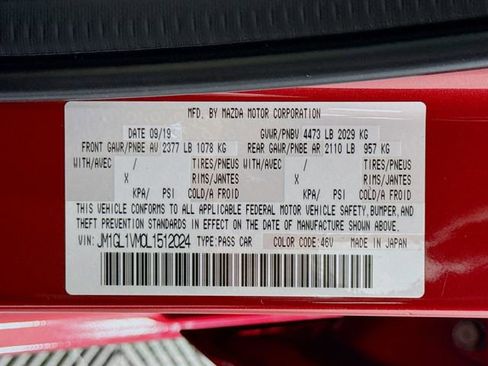 MFD. BY MAZDA MOTOR CORPORATION
DATE 09/19 GVWR/PNBV 4473 LB 2029 KG
FRONT GAWR/PNBE AV 2377 LB 1078 KG REAR GAWR/PNBE AR 2110 LB 957 KG
WITH/AVEC / TIRES/PNEUS WITH/AVEC / TIRES/PNEUS
X RIMS/JANTES X RIMS/JANTES
KPA/ PSI COLD/A FROID KPA/ PSI COLD/A FROID
THIS VEHICLE CONFORMS TO ALL APPLICABLE FEDERAL MOTOR VEHICLE SAFETY, BUMPER, AND
THEFT PREVENTION STANDARDS IN EFFECT ON THE DATE OF MANUFACTURE SHOWN ABOVE.
VIN: JM1GL1VM0L1512024 TYPE: PASS CAR COLOR CODE: 46V MADE IN JAPAN